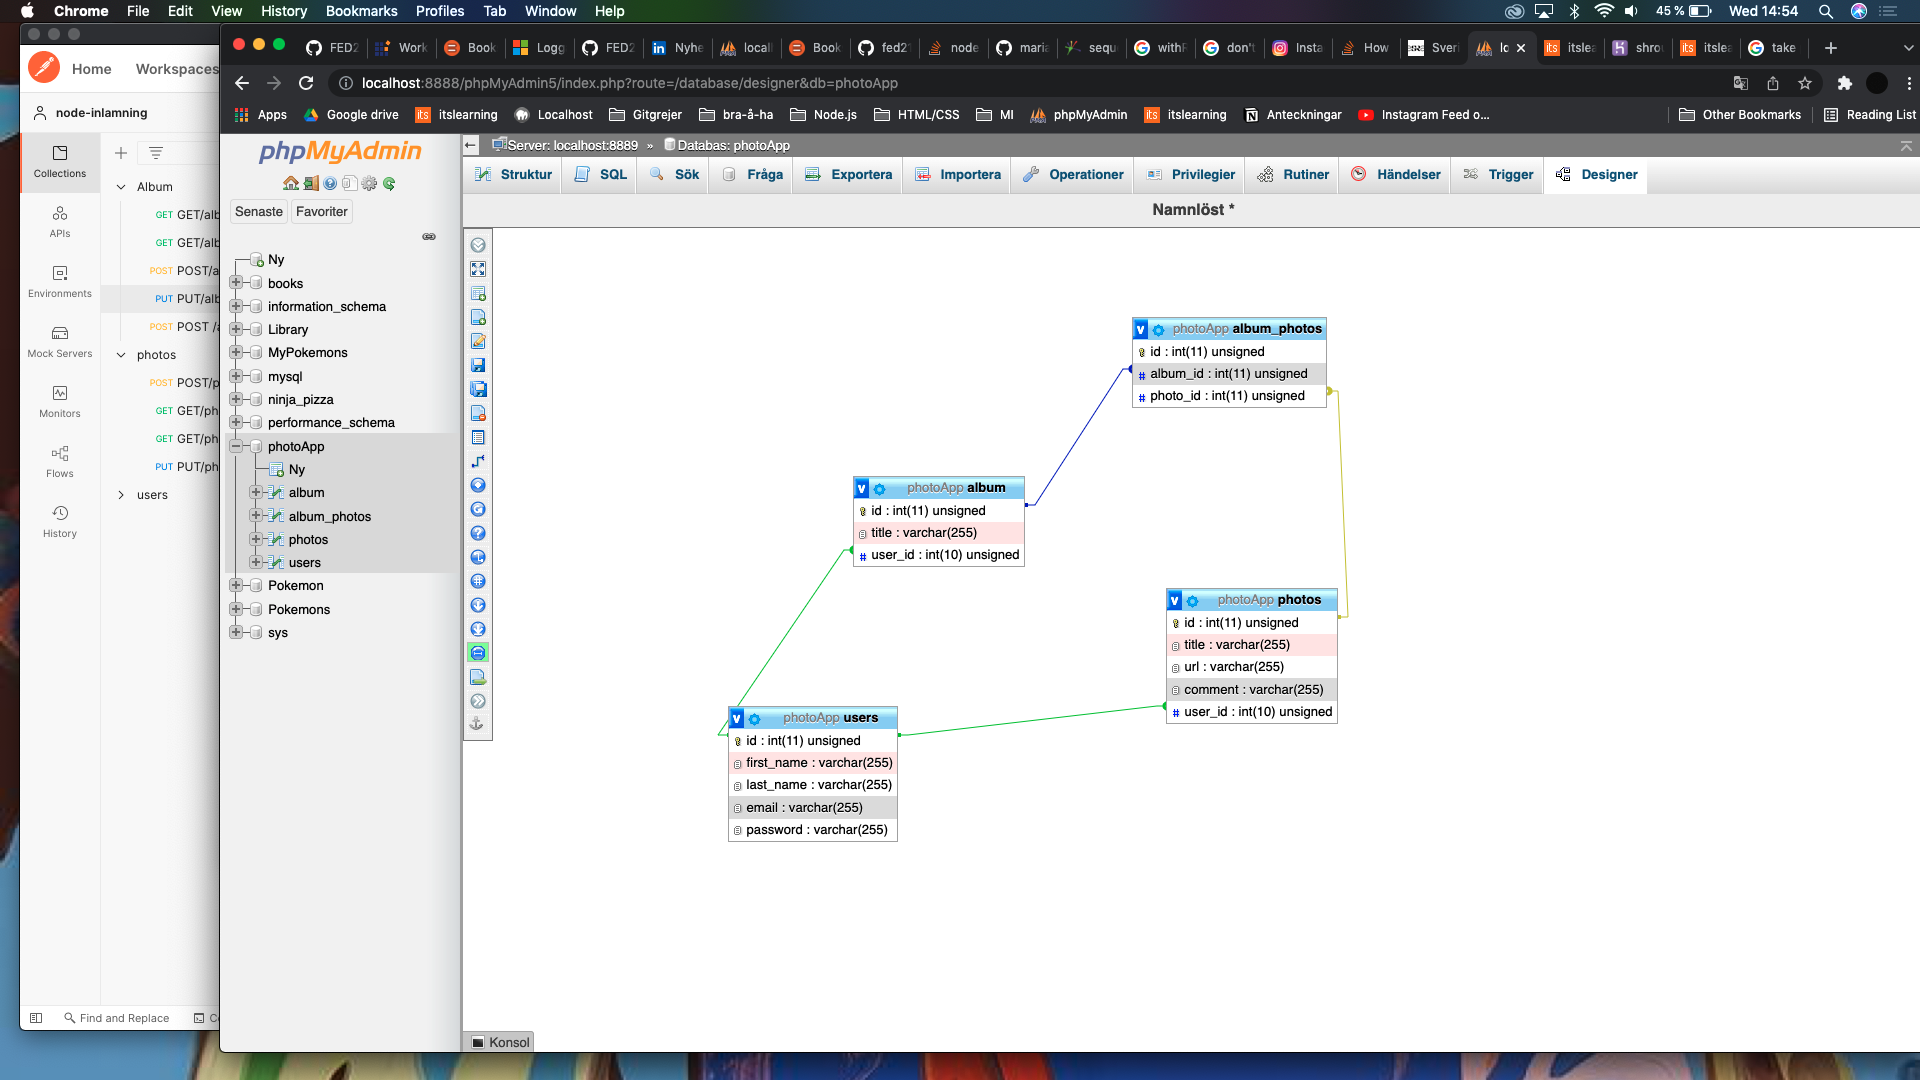 Chrome File Edit View History Bookmarks Profiles Tab Window Help 45 % Wed 14:54
FED2 Work Book Logg FED2 in Nyhe locall Book fed21 node maria sequ withF don't Insta How Sveri its itslea shro its itslea take
localhost:8888/phpMyAdmin5/index.php?route=/database/designer&db=photoApp
Apps Google drive its itslearning Localhost Gitgrejer bra-å-ha Node.js HTML/CSS MI phpMyAdmin its itslearning Anteckningar Instagram Feed o... Other Bookmarks Reading List
Home Workspaces
node-inlamning
Collections
APIs
Environments
Mock Servers
Monitors
Flows
History
Album
GET GET/alb
GET GET/alb
POST POST/a
PUT PUT/alb
POST POST /a
photos
POST POST/p
GET GET/ph
GET GET/ph
PUT PUT/ph
users
Find and Replace
phpMyAdmin
Senaste Favoriter
Ny
books
information_schema
Library
MyPokemons
mysql
ninja_pizza
performance_schema
photoApp
Ny
album
album_photos
photos
users
Pokemon
Pokemons
sys
Server: localhost:8889 » Databas: photoApp
Struktur SQL Sök Fråga Exportera Importera Operationer Privilegier Rutiner Händelser Trigger Designer
Namnlöst *
v photoApp album_photos
id : int(11) unsigned
# album_id : int(11) unsigned
# photo_id : int(11) unsigned
v photoApp album
id : int(11) unsigned
title : varchar(255)
# user_id : int(10) unsigned
v photoApp photos
id : int(11) unsigned
title : varchar(255)
url : varchar(255)
comment : varchar(255)
# user_id : int(10) unsigned
v photoApp users
id : int(11) unsigned
first_name : varchar(255)
last_name : varchar(255)
email : varchar(255)
password : varchar(255)
Konsol